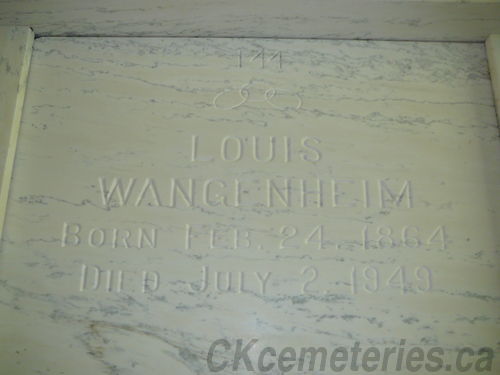 144
LOUIS
WANGENHEIM
BORN FEB. 24, 1864
DIED JULY 2, 1949
CKcemeteries.ca